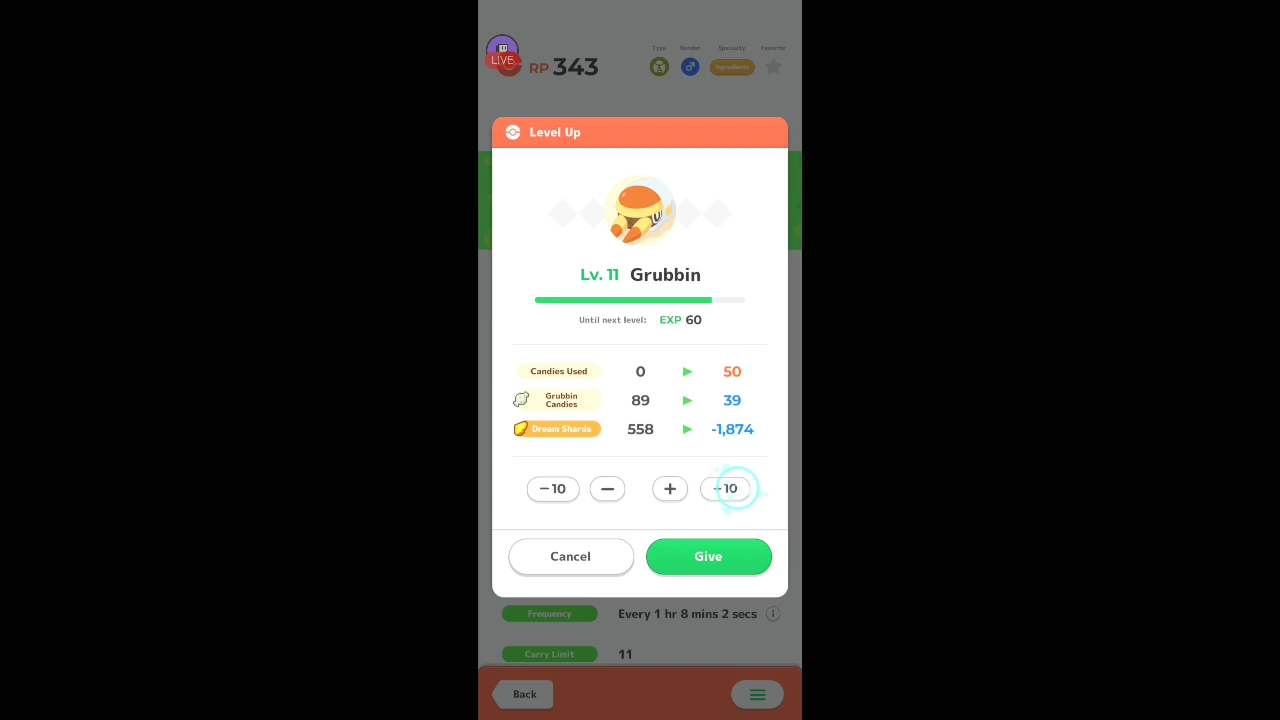 Type Gender Specialty Favorite
LIVE
RP 343
Ingredients
Level Up
Lv. 11 Grubbin
Until next level: EXP 60
Candies Used 0 50
Grubbin
Candies
89 39
Dream Shards 558 -1,874
−10 − + +10
Cancel Give
Frequency Every 1 hr 8 mins 2 secs
Carry Limit 11
Back